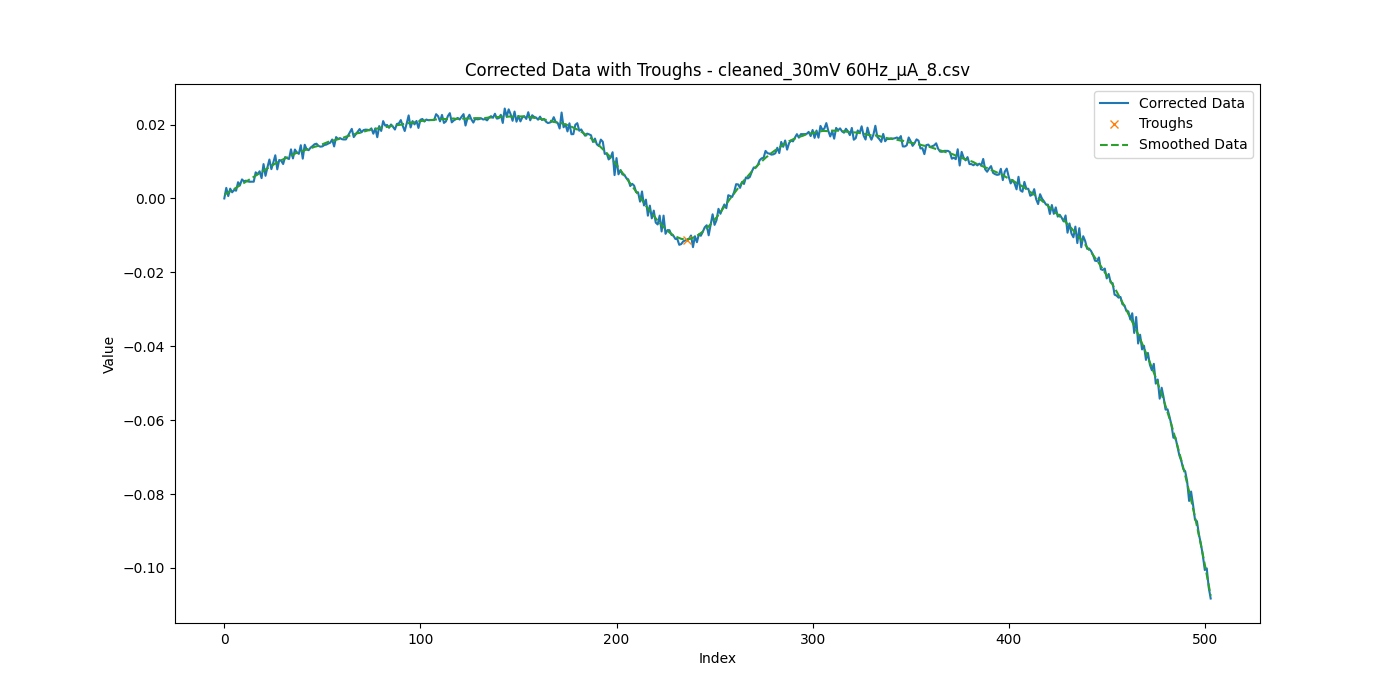 Corrected Data with Troughs - cleaned_30mV 60Hz_μA_8.csv
Corrected Data
Troughs
Smoothed Data
0.02
0.00
−0.02
−0.04
−0.06
−0.08
−0.10
Value
0 100 200 300 400 500
Index